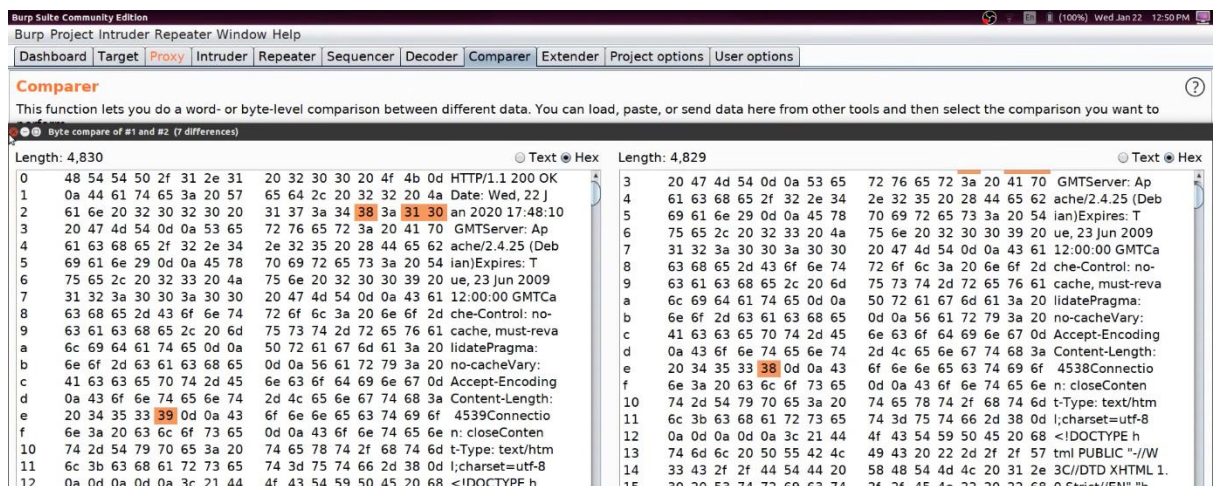 Burp Suite Community Edition
En (100%) Wed Jan 22 12:50 PM
Burp Project Intruder Repeater Window Help
Dashboard Target Proxy Intruder Repeater Sequencer Decoder Comparer Extender Project options User options
Comparer
?
This function lets you do a word- or byte-level comparison between different data. You can load, paste, or send data here from other tools and then select the comparison you want to
Byte compare of #1 and #2 (7 differences)
Length: 4,830 Text Hex
0 48 54 54 50 2f 31 2e 31 20 32 30 30 20 4f 4b 0d HTTP/1.1 200 OK
1 0a 44 61 74 65 3a 20 57 65 64 2c 20 32 32 20 4a Date: Wed, 22 J
2 61 6e 20 32 30 32 30 20 31 37 3a 34 38 3a 31 30 an 2020 17:48:10
3 20 47 4d 54 0d 0a 53 65 72 76 65 72 3a 20 41 70 GMTServer: Ap
4 61 63 68 65 2f 32 2e 34 2e 32 35 20 28 44 65 62 ache/2.4.25 (Deb
5 69 61 6e 29 0d 0a 45 78 70 69 72 65 73 3a 20 54 ian)Expires: T
6 75 65 2c 20 32 33 20 4a 75 6e 20 32 30 30 39 20 ue, 23 Jun 2009
7 31 32 3a 30 30 3a 30 30 20 47 4d 54 0d 0a 43 61 12:00:00 GMTCa
8 63 68 65 2d 43 6f 6e 74 72 6f 6c 3a 20 6e 6f 2d che-Control: no-
9 63 61 63 68 65 2c 20 6d 75 73 74 2d 72 65 76 61 cache, must-reva
a 6c 69 64 61 74 65 0d 0a 50 72 61 67 6d 61 3a 20 lidatePragma:
b 6e 6f 2d 63 61 63 68 65 0d 0a 56 61 72 79 3a 20 no-cacheVary:
c 41 63 63 65 70 74 2d 45 6e 63 6f 64 69 6e 67 0d Accept-Encoding
d 0a 43 6f 6e 74 65 6e 74 2d 4c 65 6e 67 74 68 3a Content-Length:
e 20 34 35 33 39 0d 0a 43 6f 6e 6e 65 63 74 69 6f 4539Connectio
f 6e 3a 20 63 6c 6f 73 65 0d 0a 43 6f 6e 74 65 6e n: closeConten
10 74 2d 54 79 70 65 3a 20 74 65 78 74 2f 68 74 6d t-Type: text/htm
11 6c 3b 63 68 61 72 73 65 74 3d 75 74 66 2d 38 0d l;charset=utf-8
12 0a 0d 0a 0d 0a 3c 21 44 4f 43 54 59 50 45 20 68 <!DOCTYPE h
Length: 4,829 Text Hex
3 20 47 4d 54 0d 0a 53 65 72 76 65 72 3a 20 41 70 GMTServer: Ap
4 61 63 68 65 2f 32 2e 34 2e 32 35 20 28 44 65 62 ache/2.4.25 (Deb
5 69 61 6e 29 0d 0a 45 78 70 69 72 65 73 3a 20 54 ian)Expires: T
6 75 65 2c 20 32 33 20 4a 75 6e 20 32 30 30 39 20 ue, 23 Jun 2009
7 31 32 3a 30 30 3a 30 30 20 47 4d 54 0d 0a 43 61 12:00:00 GMTCa
8 63 68 65 2d 43 6f 6e 74 72 6f 6c 3a 20 6e 6f 2d che-Control: no-
9 63 61 63 68 65 2c 20 6d 75 73 74 2d 72 65 76 61 cache, must-reva
a 6c 69 64 61 74 65 0d 0a 50 72 61 67 6d 61 3a 20 lidatePragma:
b 6e 6f 2d 63 61 63 68 65 0d 0a 56 61 72 79 3a 20 no-cacheVary:
c 41 63 63 65 70 74 2d 45 6e 63 6f 64 69 6e 67 0d Accept-Encoding
d 0a 43 6f 6e 74 65 6e 74 2d 4c 65 6e 67 74 68 3a Content-Length:
e 20 34 35 33 38 0d 0a 43 6f 6e 6e 65 63 74 69 6f 4538Connectio
f 6e 3a 20 63 6c 6f 73 65 0d 0a 43 6f 6e 74 65 6e n: closeConten
10 74 2d 54 79 70 65 3a 20 74 65 78 74 2f 68 74 6d t-Type: text/htm
11 6c 3b 63 68 61 72 73 65 74 3d 75 74 66 2d 38 0d l;charset=utf-8
12 0a 0d 0a 0d 0a 3c 21 44 4f 43 54 59 50 45 20 68 <!DOCTYPE h
13 74 6d 6c 20 50 55 42 4c 49 43 20 22 2d 2f 2f 57 tml PUBLIC "-//W
14 33 43 2f 2f 44 54 44 20 58 48 54 4d 4c 20 31 2e 3C//DTD XHTML 1.